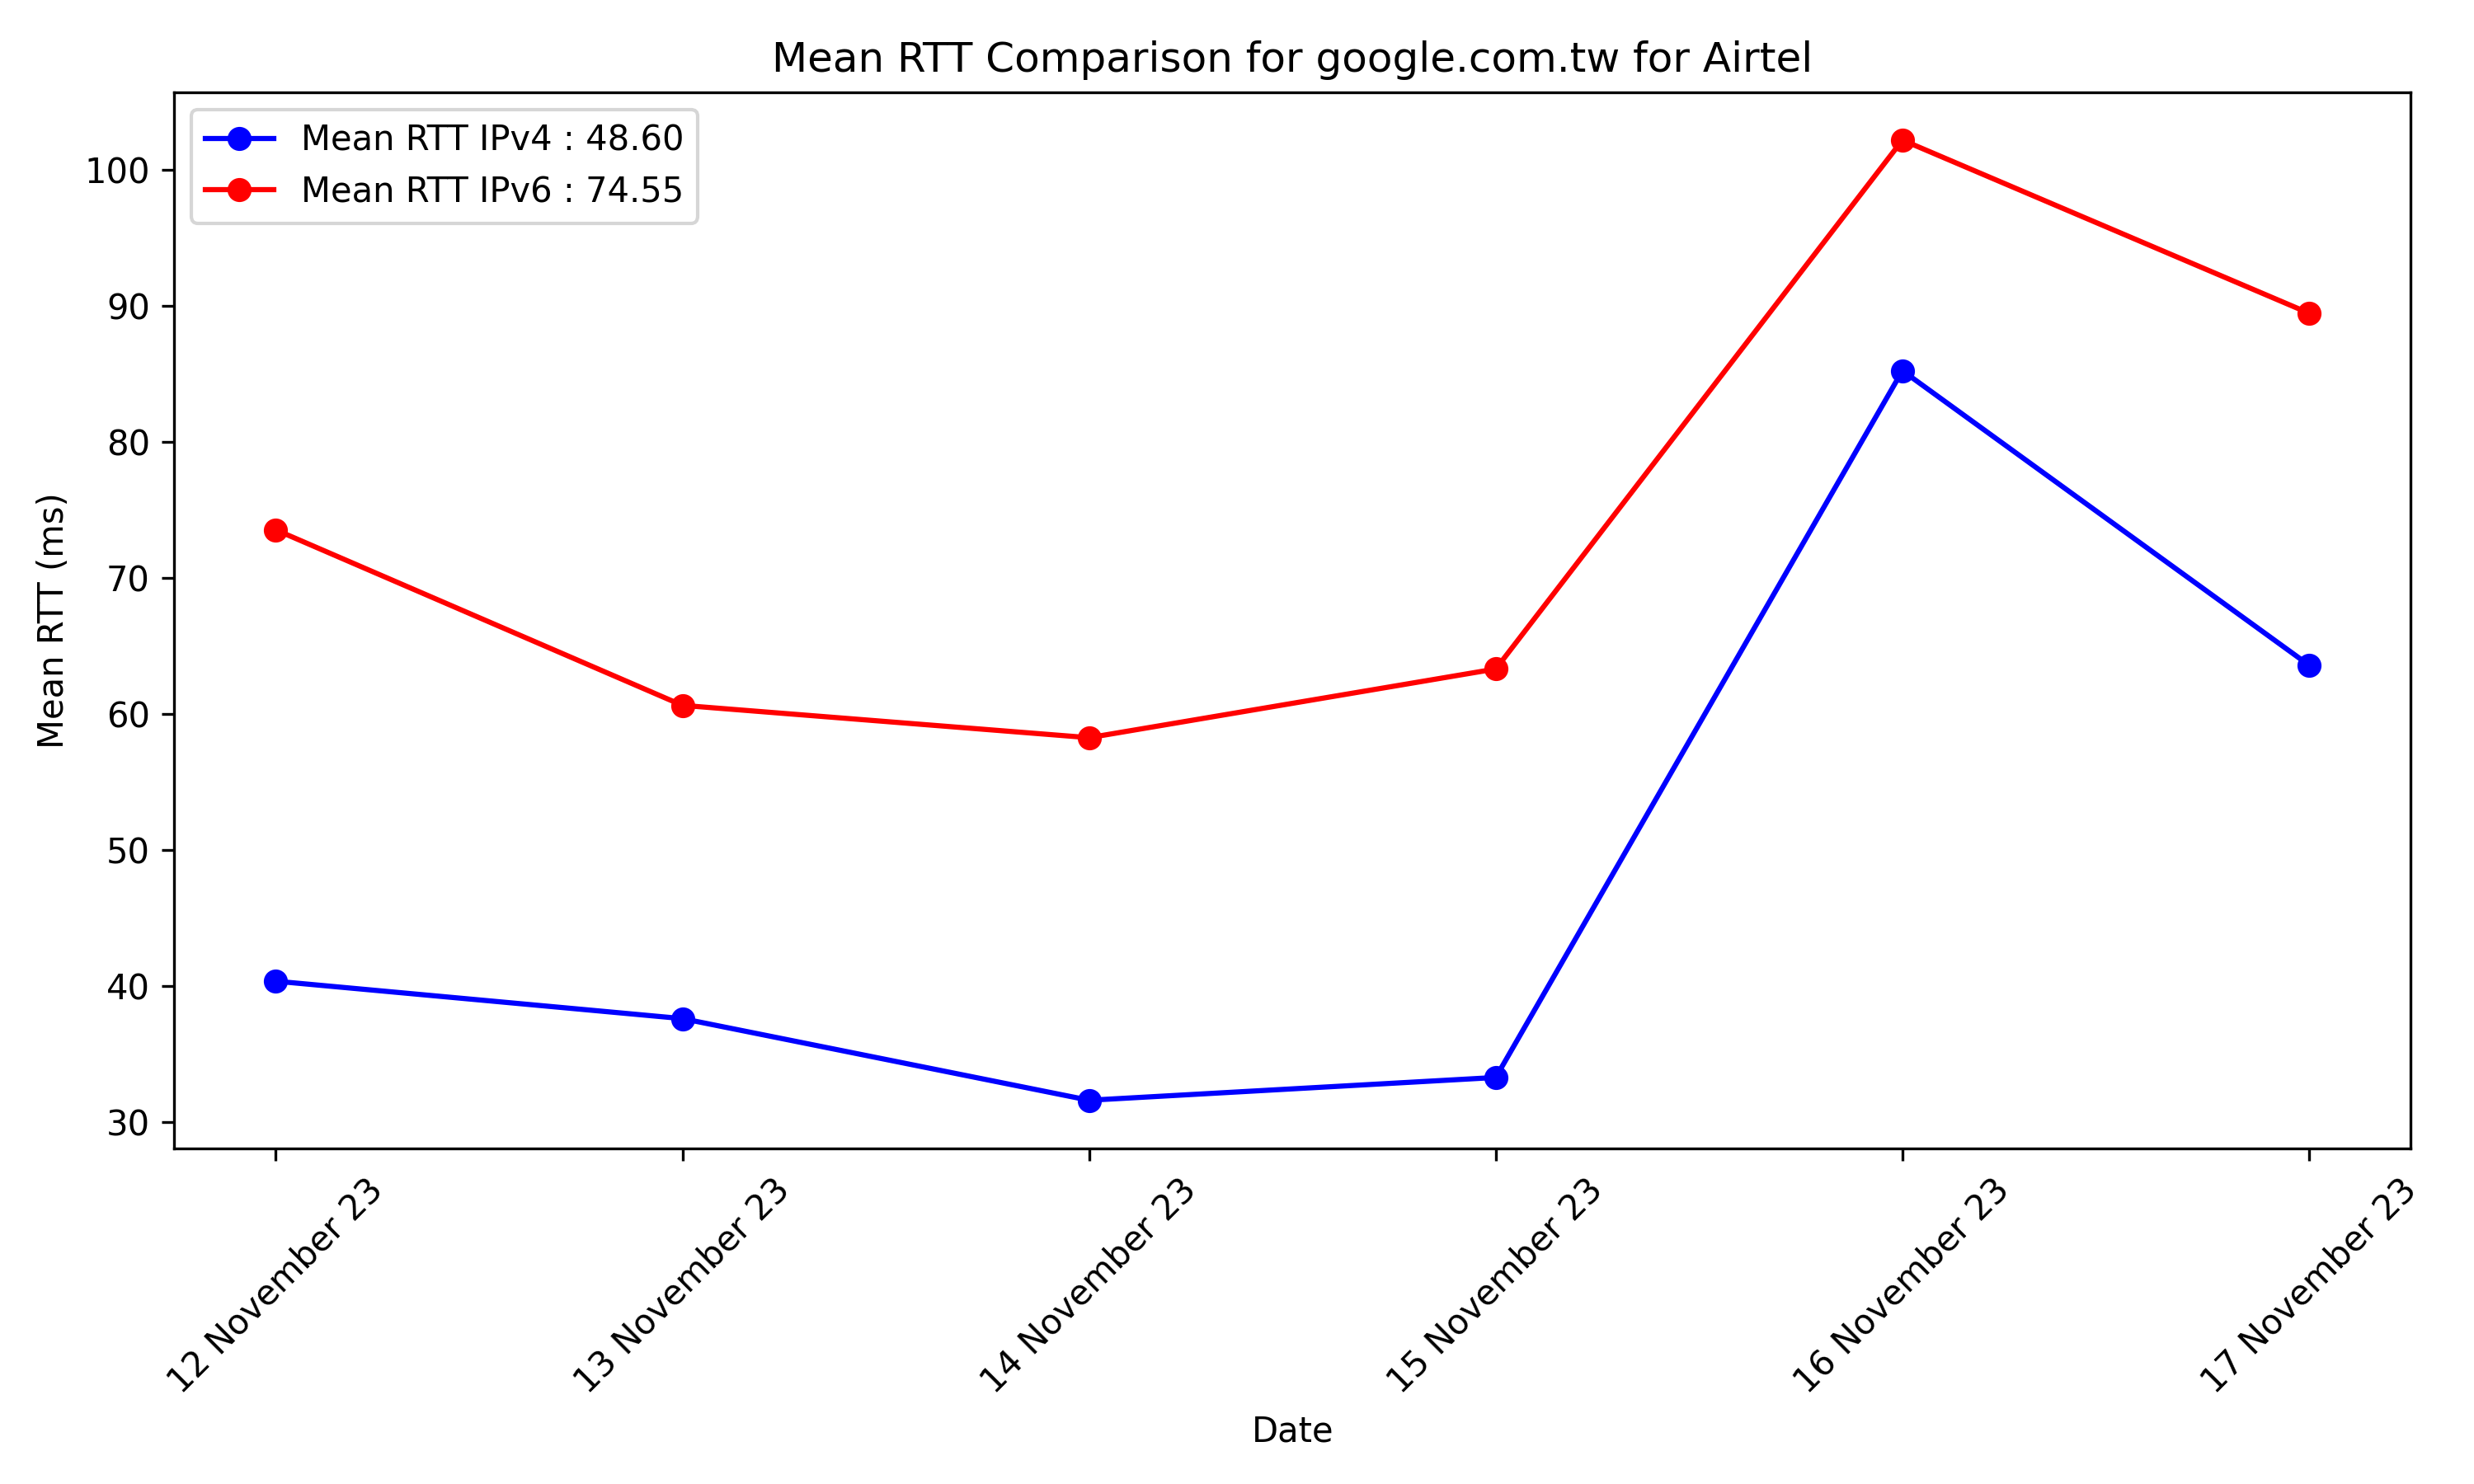 Mean RTT Comparison for google.com.tw for Airtel
Mean RTT IPv4 : 48.60
Mean RTT IPv6 : 74.55
Mean RTT (ms)
100
90
80
70
60
50
40
30
12 November 23
13 November 23
14 November 23
15 November 23
16 November 23
17 November 23
Date